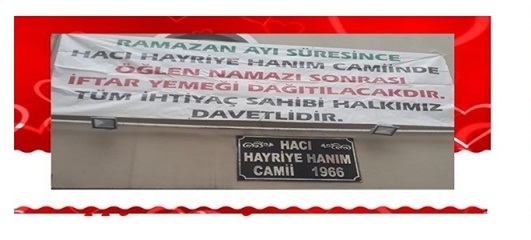 RAMAZAN AYI SÜRESİNCE
HACI HAYRİYE HANIM CAMİİNDE
ÖĞLEN NAMAZI SONRASI
İFTAR YEMEĞİ DAĞITILACAKDIR.
TÜM İHTİYAÇ SAHİBİ HALKIMIZ
DAVETLİDİR.
HACI
HAYRİYE HANIM
CAMİİ 1966